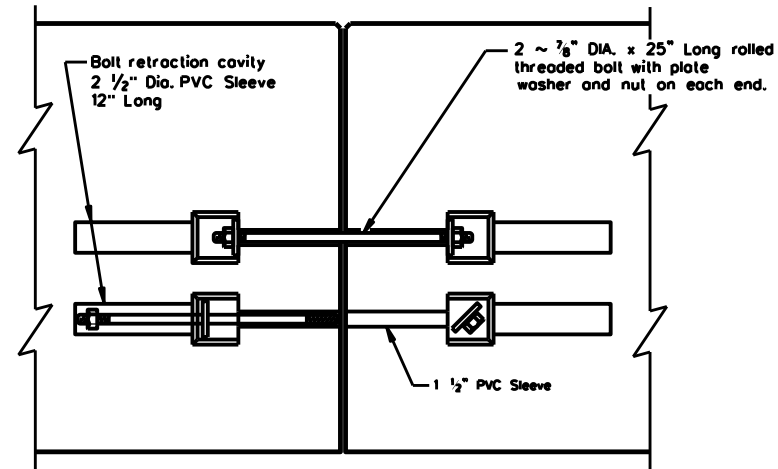 Bolt retraction cavity
2 ½" Dia. PVC Sleeve
12" Long
2 ~ ⅞" DIA. x 25" Long rolled
threaded bolt with plate
washer and nut on each end.
1 ½" PVC Sleeve